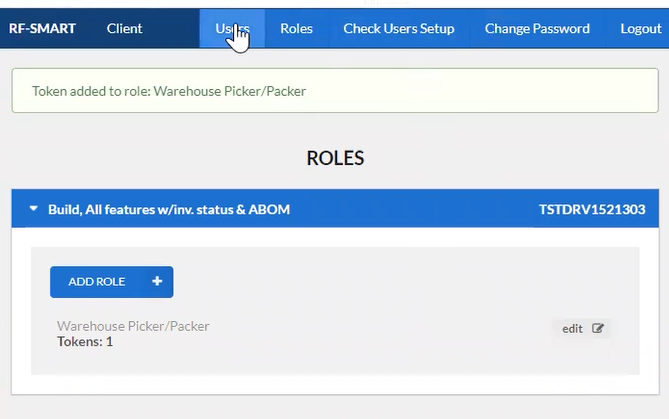 RF-SMART Client Users Roles Check Users Setup Change Password Logout
Token added to role: Warehouse Picker/Packer
ROLES
Build, All features w/inv. status & ABOM TSTDRV1521303
ADD ROLE +
Warehouse Picker/Packer
Tokens: 1
edit